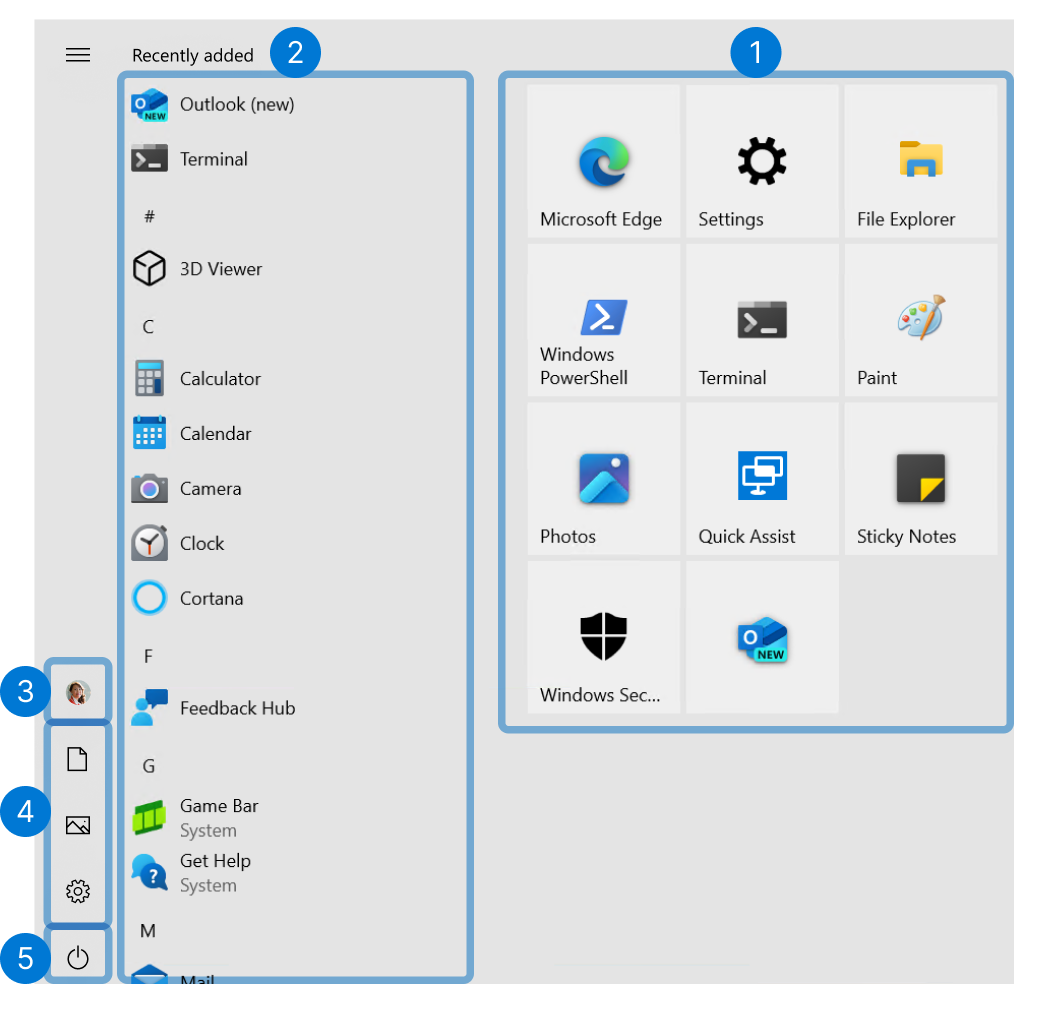 Recently added
2
1
Outlook (new)
NEW
Terminal
#
3D Viewer
C
Calculator
Calendar
Camera
Clock
Cortana
F
Feedback Hub
G
Game Bar
System
Get Help
System
M
Mail
Microsoft Edge
Settings
File Explorer
Windows
PowerShell
Terminal
Paint
Photos
Quick Assist
Sticky Notes
Windows Sec...
NEW
3
4
5